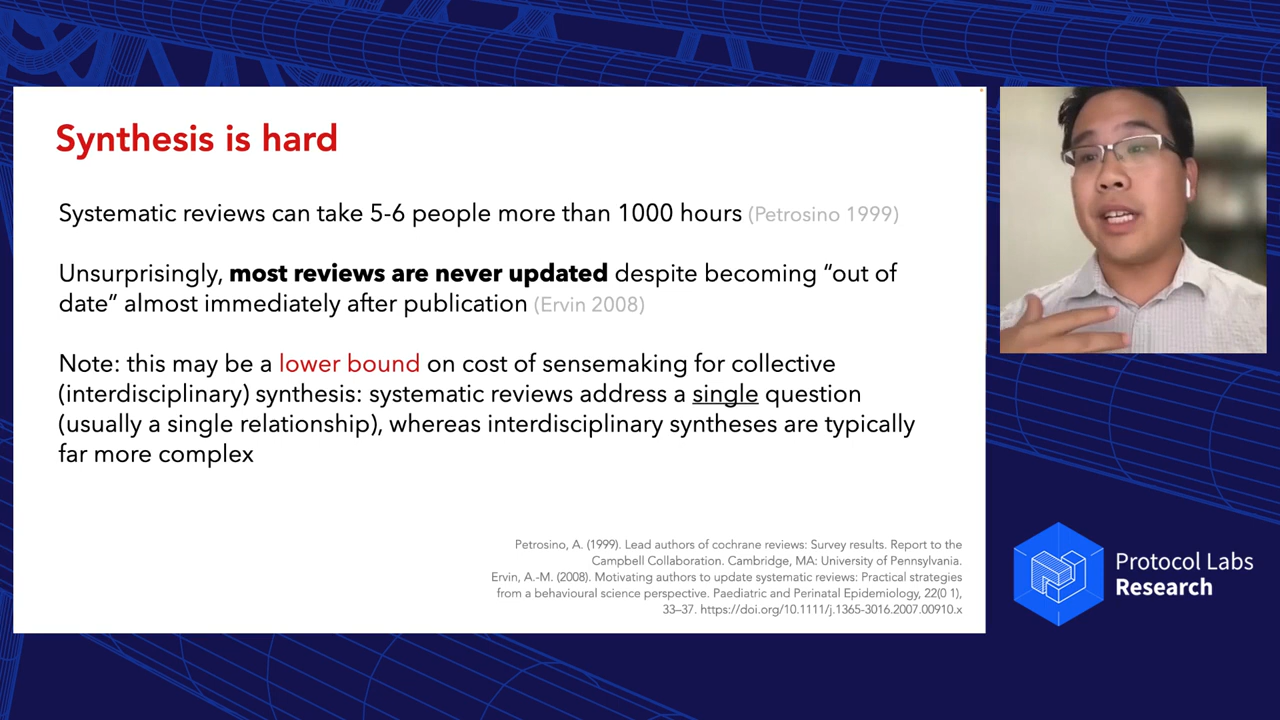 Synthesis is hard
Systematic reviews can take 5-6 people more than 1000 hours (Petrosino 1999)
Unsurprisingly, most reviews are never updated despite becoming “out of
date” almost immediately after publication (Ervin 2008)
Note: this may be a lower bound on cost of sensemaking for collective
(interdisciplinary) synthesis: systematic reviews address a single question
(usually a single relationship), whereas interdisciplinary syntheses are typically
far more complex
Petrosino, A. (1999). Lead authors of cochrane reviews: Survey results. Report to the
Campbell Collaboration. Cambridge, MA: University of Pennsylvania.
Ervin, A.-M. (2008). Motivating authors to update systematic reviews: Practical strategies
from a behavioural science perspective. Paediatric and Perinatal Epidemiology, 22(0 1),
33–37. https://doi.org/10.1111/j.1365-3016.2007.00910.x
Protocol Labs
Research